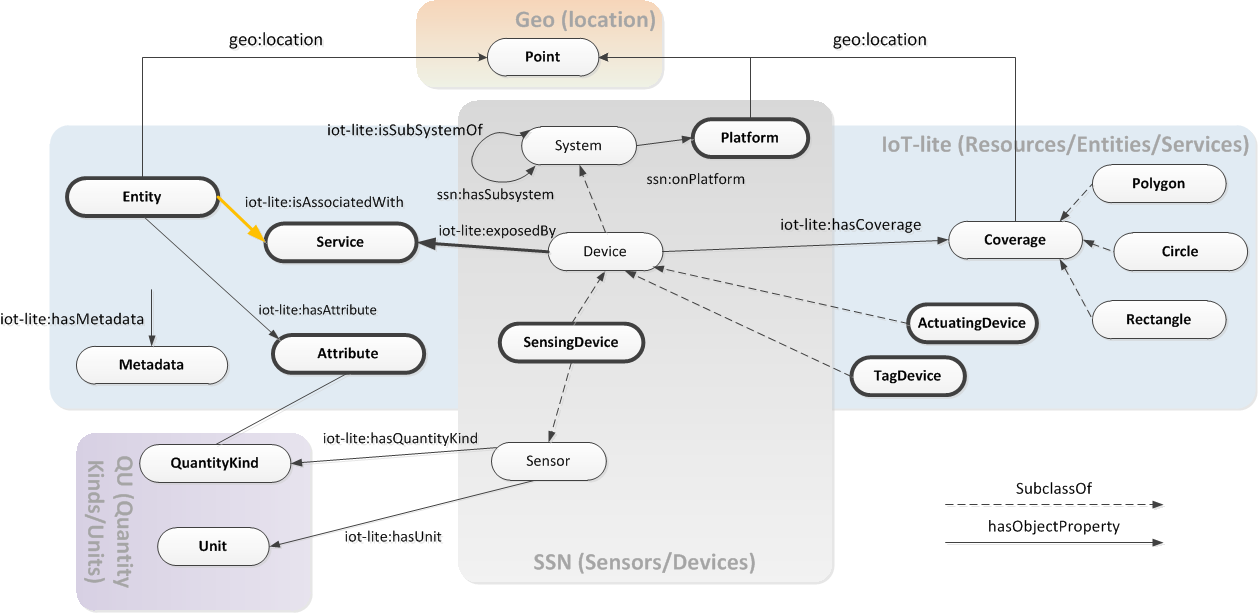 Geo (location)
geo:location
geo:location
Point
iot-lite:isSubSystemOf
System
Platform
IoT-lite (Resources/Entities/Services)
ssn:hasSubsystem
ssn:onPlatform
Polygon
Entity
iot-lite:isAssociatedWith
Service
iot-lite:exposedBy
Device
iot-lite:hasCoverage
Coverage
Circle
iot-lite:hasMetadata
iot-lite:hasAttribute
ActuatingDevice
Rectangle
SensingDevice
Attribute
Metadata
TagDevice
iot-lite:hasQuantityKind
QuantityKind
Sensor
QU (Quantity
Kinds/Units)
Unit
iot-lite:hasUnit
SSN (Sensors/Devices)
SubclassOf
hasObjectProperty